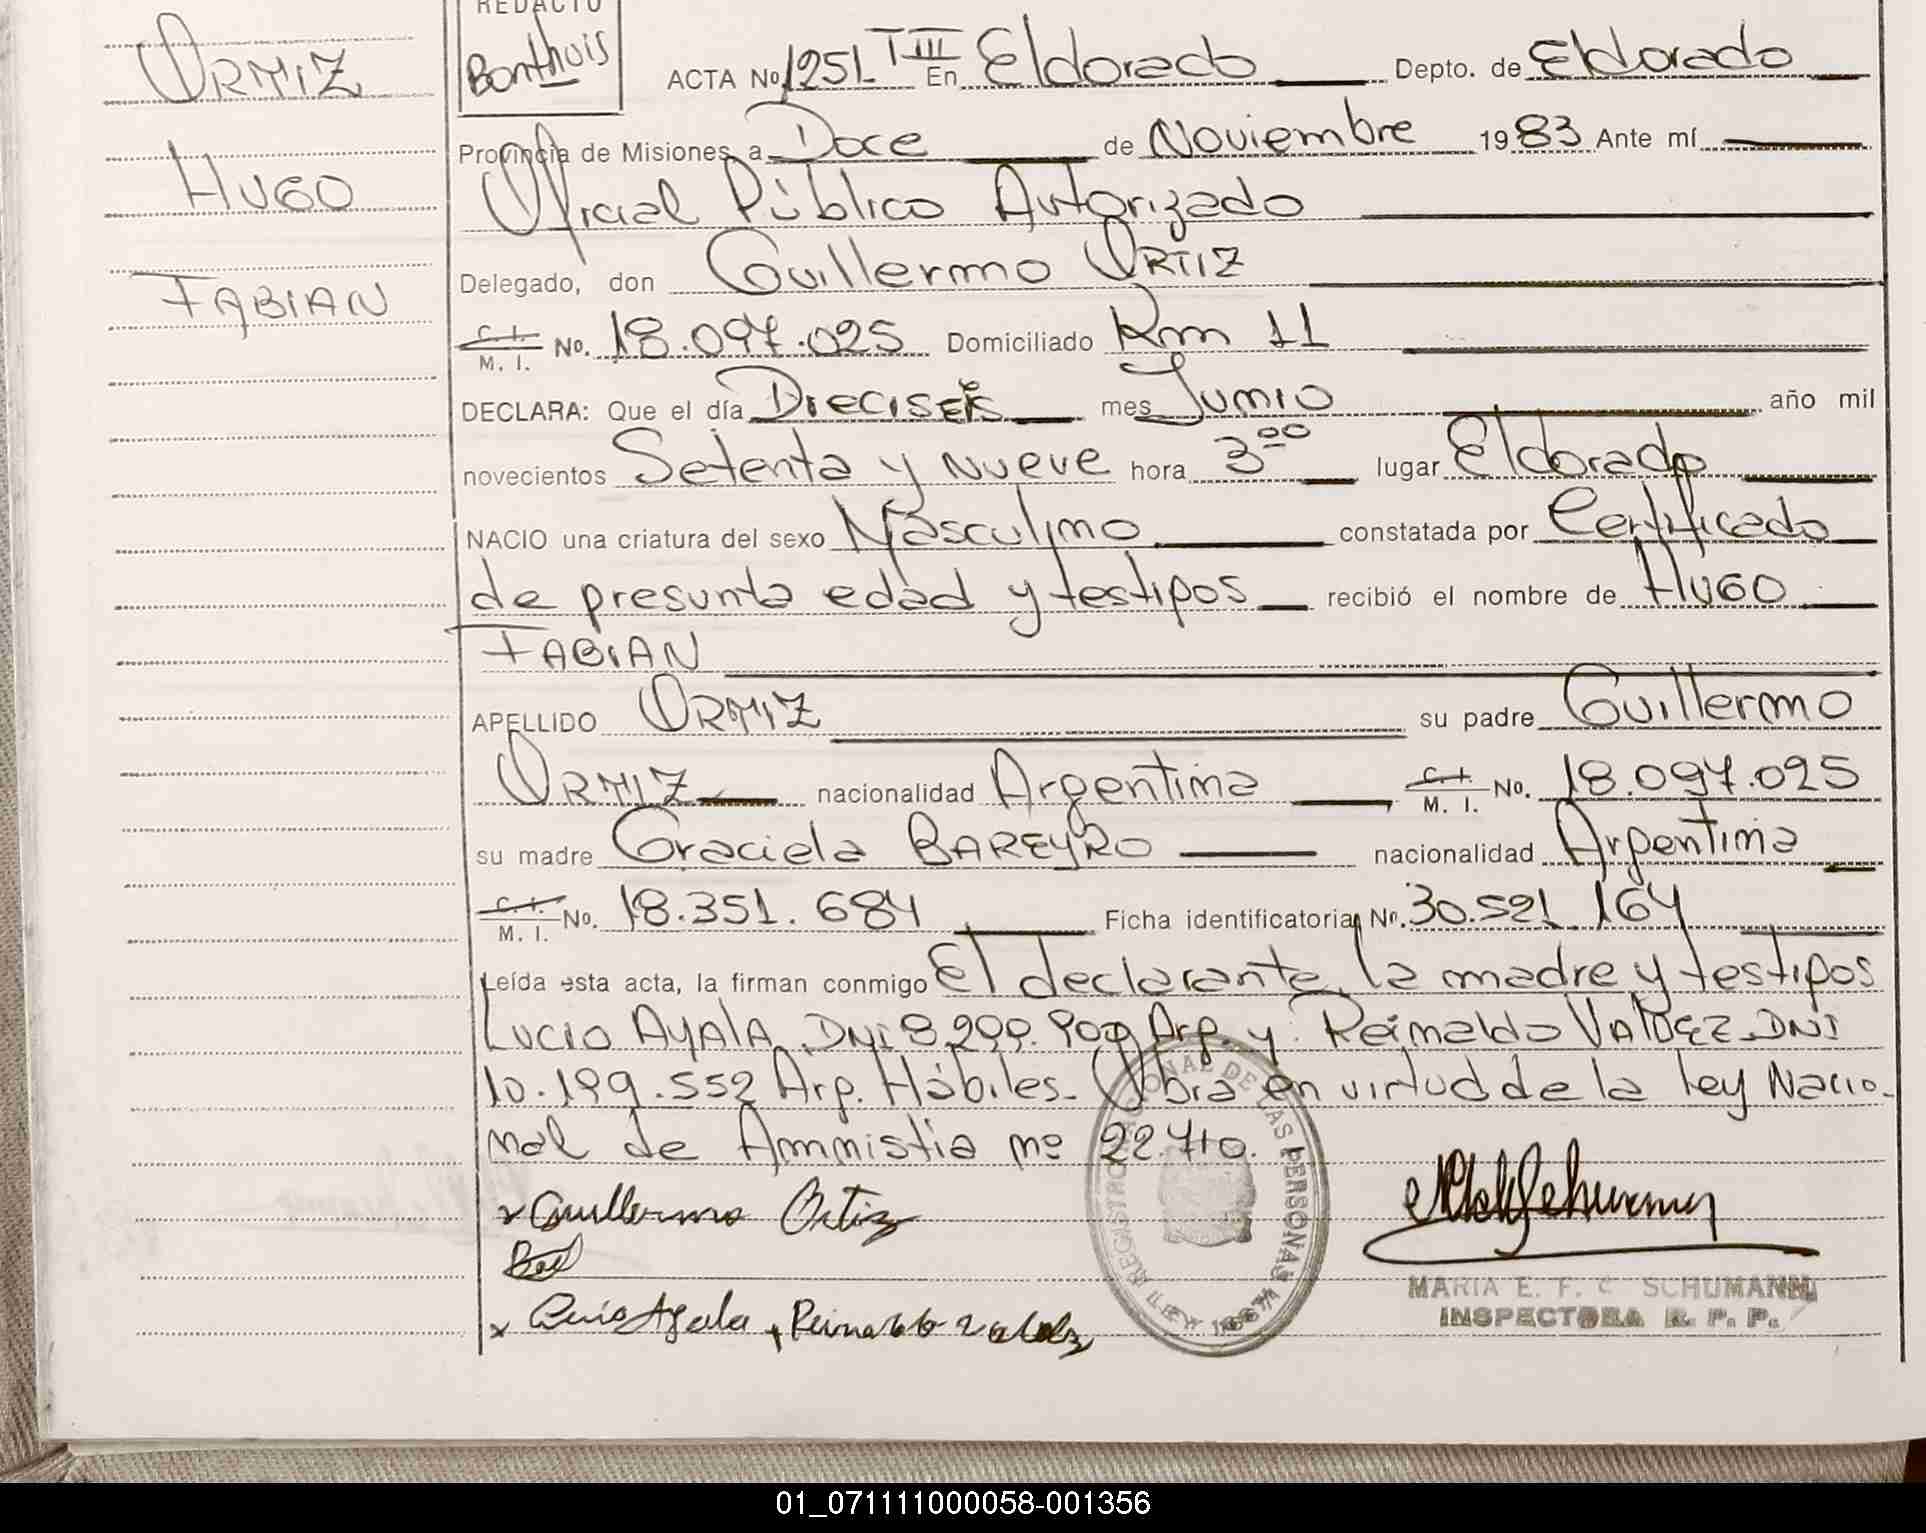 REDACTO
Bonthuis
ORTIZ
HUGO
FABIAN
ACTA No. 1251 T III En Eldorado Depto. de Eldorado
Provincia de Misiones, a Doce de Noviembre 1983 Ante mí
Oficial Público Autorizado
Delegado, don Guillermo ORTIZ
C. I. M. I. No. 18.097.025 Domiciliado Km 11
DECLARA: Que el día Dieciseis mes Junio año mil
novecientos Setenta y nueve hora 3 00 lugar Eldorado
NACIO una criatura del sexo Masculino constatada por Certificado
de presunta edad y testigos recibió el nombre de HUGO
FABIAN
APELLIDO ORTIZ su padre Guillermo
ORTIZ nacionalidad Argentina C. I. M. I. No. 18.097.025
su madre Graciela BAREYRO nacionalidad Argentina
C. I. M. I. No. 18.351.684 Ficha identificatoria No. 30.521.164
Leída esta acta, la firman conmigo El declarante, la madre y testigos
Lucio AYALA DNI 8.299.909 Arg. y Reinaldo VALDEZ DNI
10.199.552 Arg. Hábiles. Obra en virtud de la Ley Nacio-
nal de Amnistia nº 22.710.
x Guillermo Ortiz
x Lucio Ayala x Reinaldo Valdez
DE LAS PERSONAS
MARIA E. F. C SCHUMANN
INSPECTORA R. P. P.
01_071111000058-001356